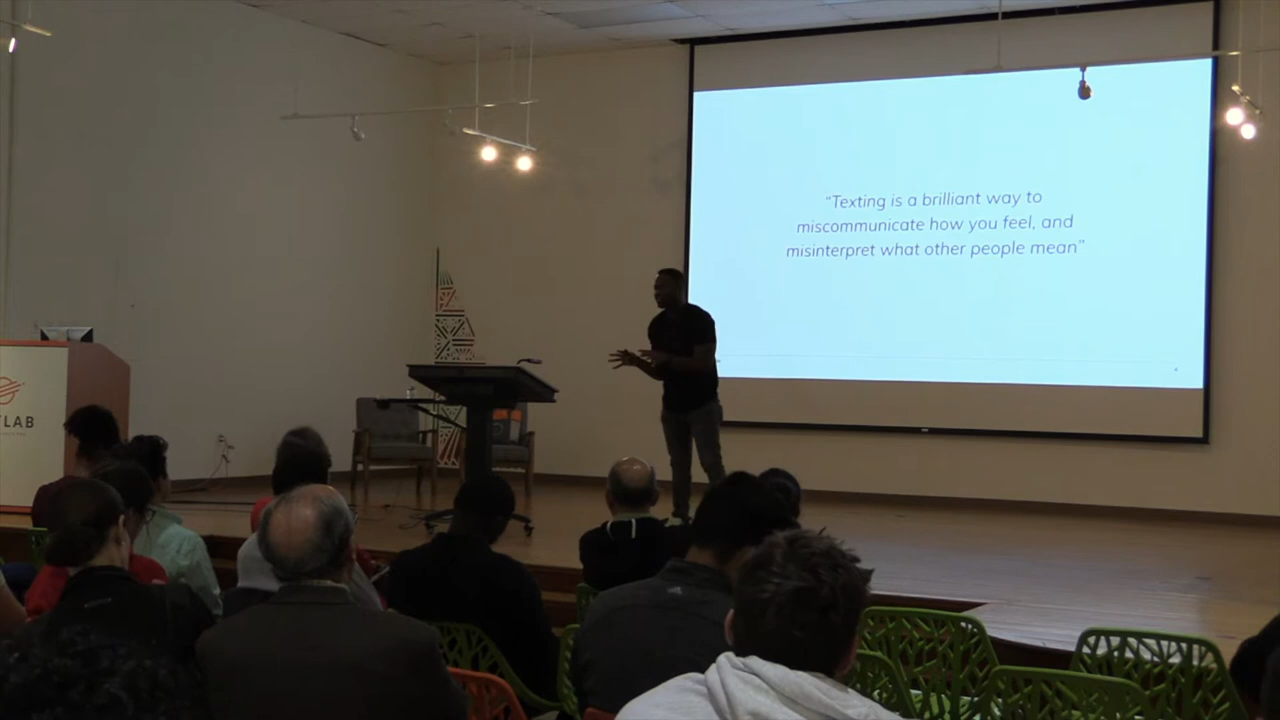 “Texting is a brilliant way to
miscommunicate how you feel, and
misinterpret what other people mean”
LAB